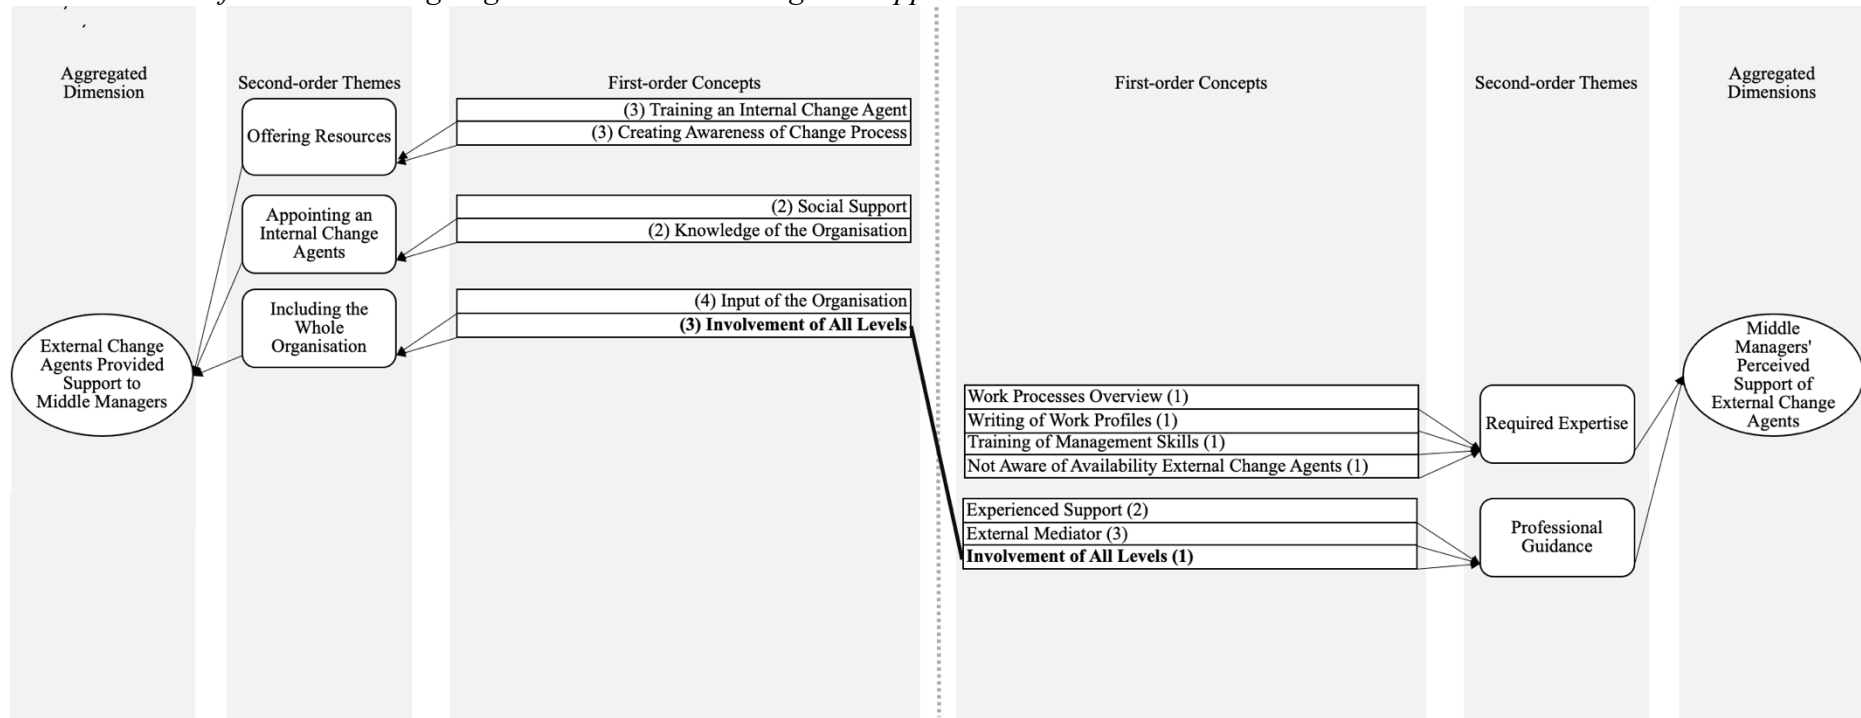 Aggregated
Dimension
Second-order Themes
First-order Concepts
First-order Concepts
Second-order Themes
Aggregated
Dimensions
Offering Resources
(3) Training an Internal Change Agent
(3) Creating Awareness of Change Process
Appointing an
Internal Change
Agents
(2) Social Support
(2) Knowledge of the Organisation
Including the
Whole
Organisation
(4) Input of the Organisation
(3) Involvement of All Levels
External Change
Agents Provided
Support to
Middle Managers
Work Processes Overview (1)
Writing of Work Profiles (1)
Training of Management Skills (1)
Not Aware of Availability External Change Agents (1)
Required Expertise
Experienced Support (2)
External Mediator (3)
Involvement of All Levels (1)
Professional
Guidance
Middle
Managers'
Perceived
Support of
External Change
Agents